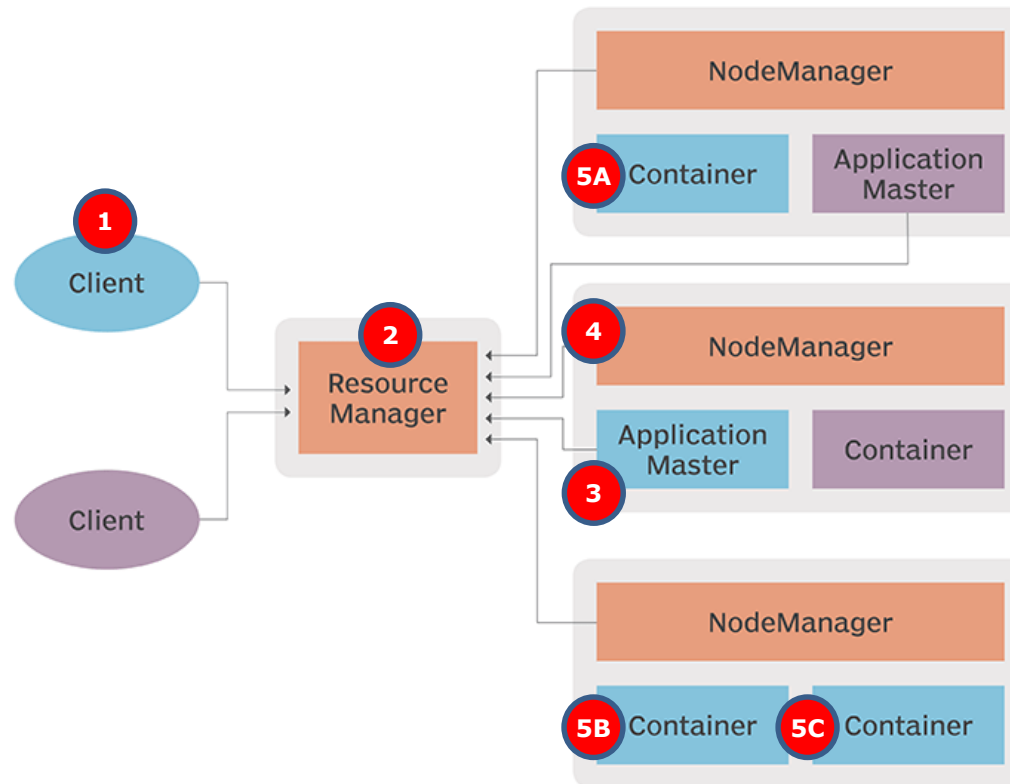 NodeManager
5A
Container
Application
Master
1
Client
2
Resource
Manager
4
NodeManager
Application
Master
Container
3
Client
NodeManager
5B
Container
5C
Container